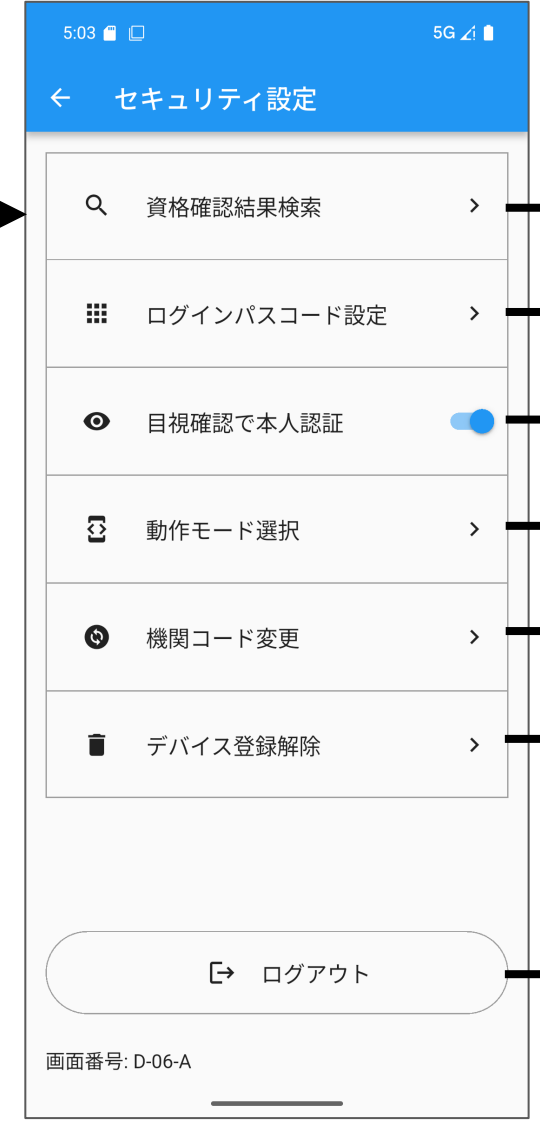 5:03
5G
セキュリティ設定
資格確認結果検索
ログインパスコード設定
目視確認で本人認証
動作モード選択
機関コード変更
デバイス登録解除
ログアウト
画面番号: D-06-A